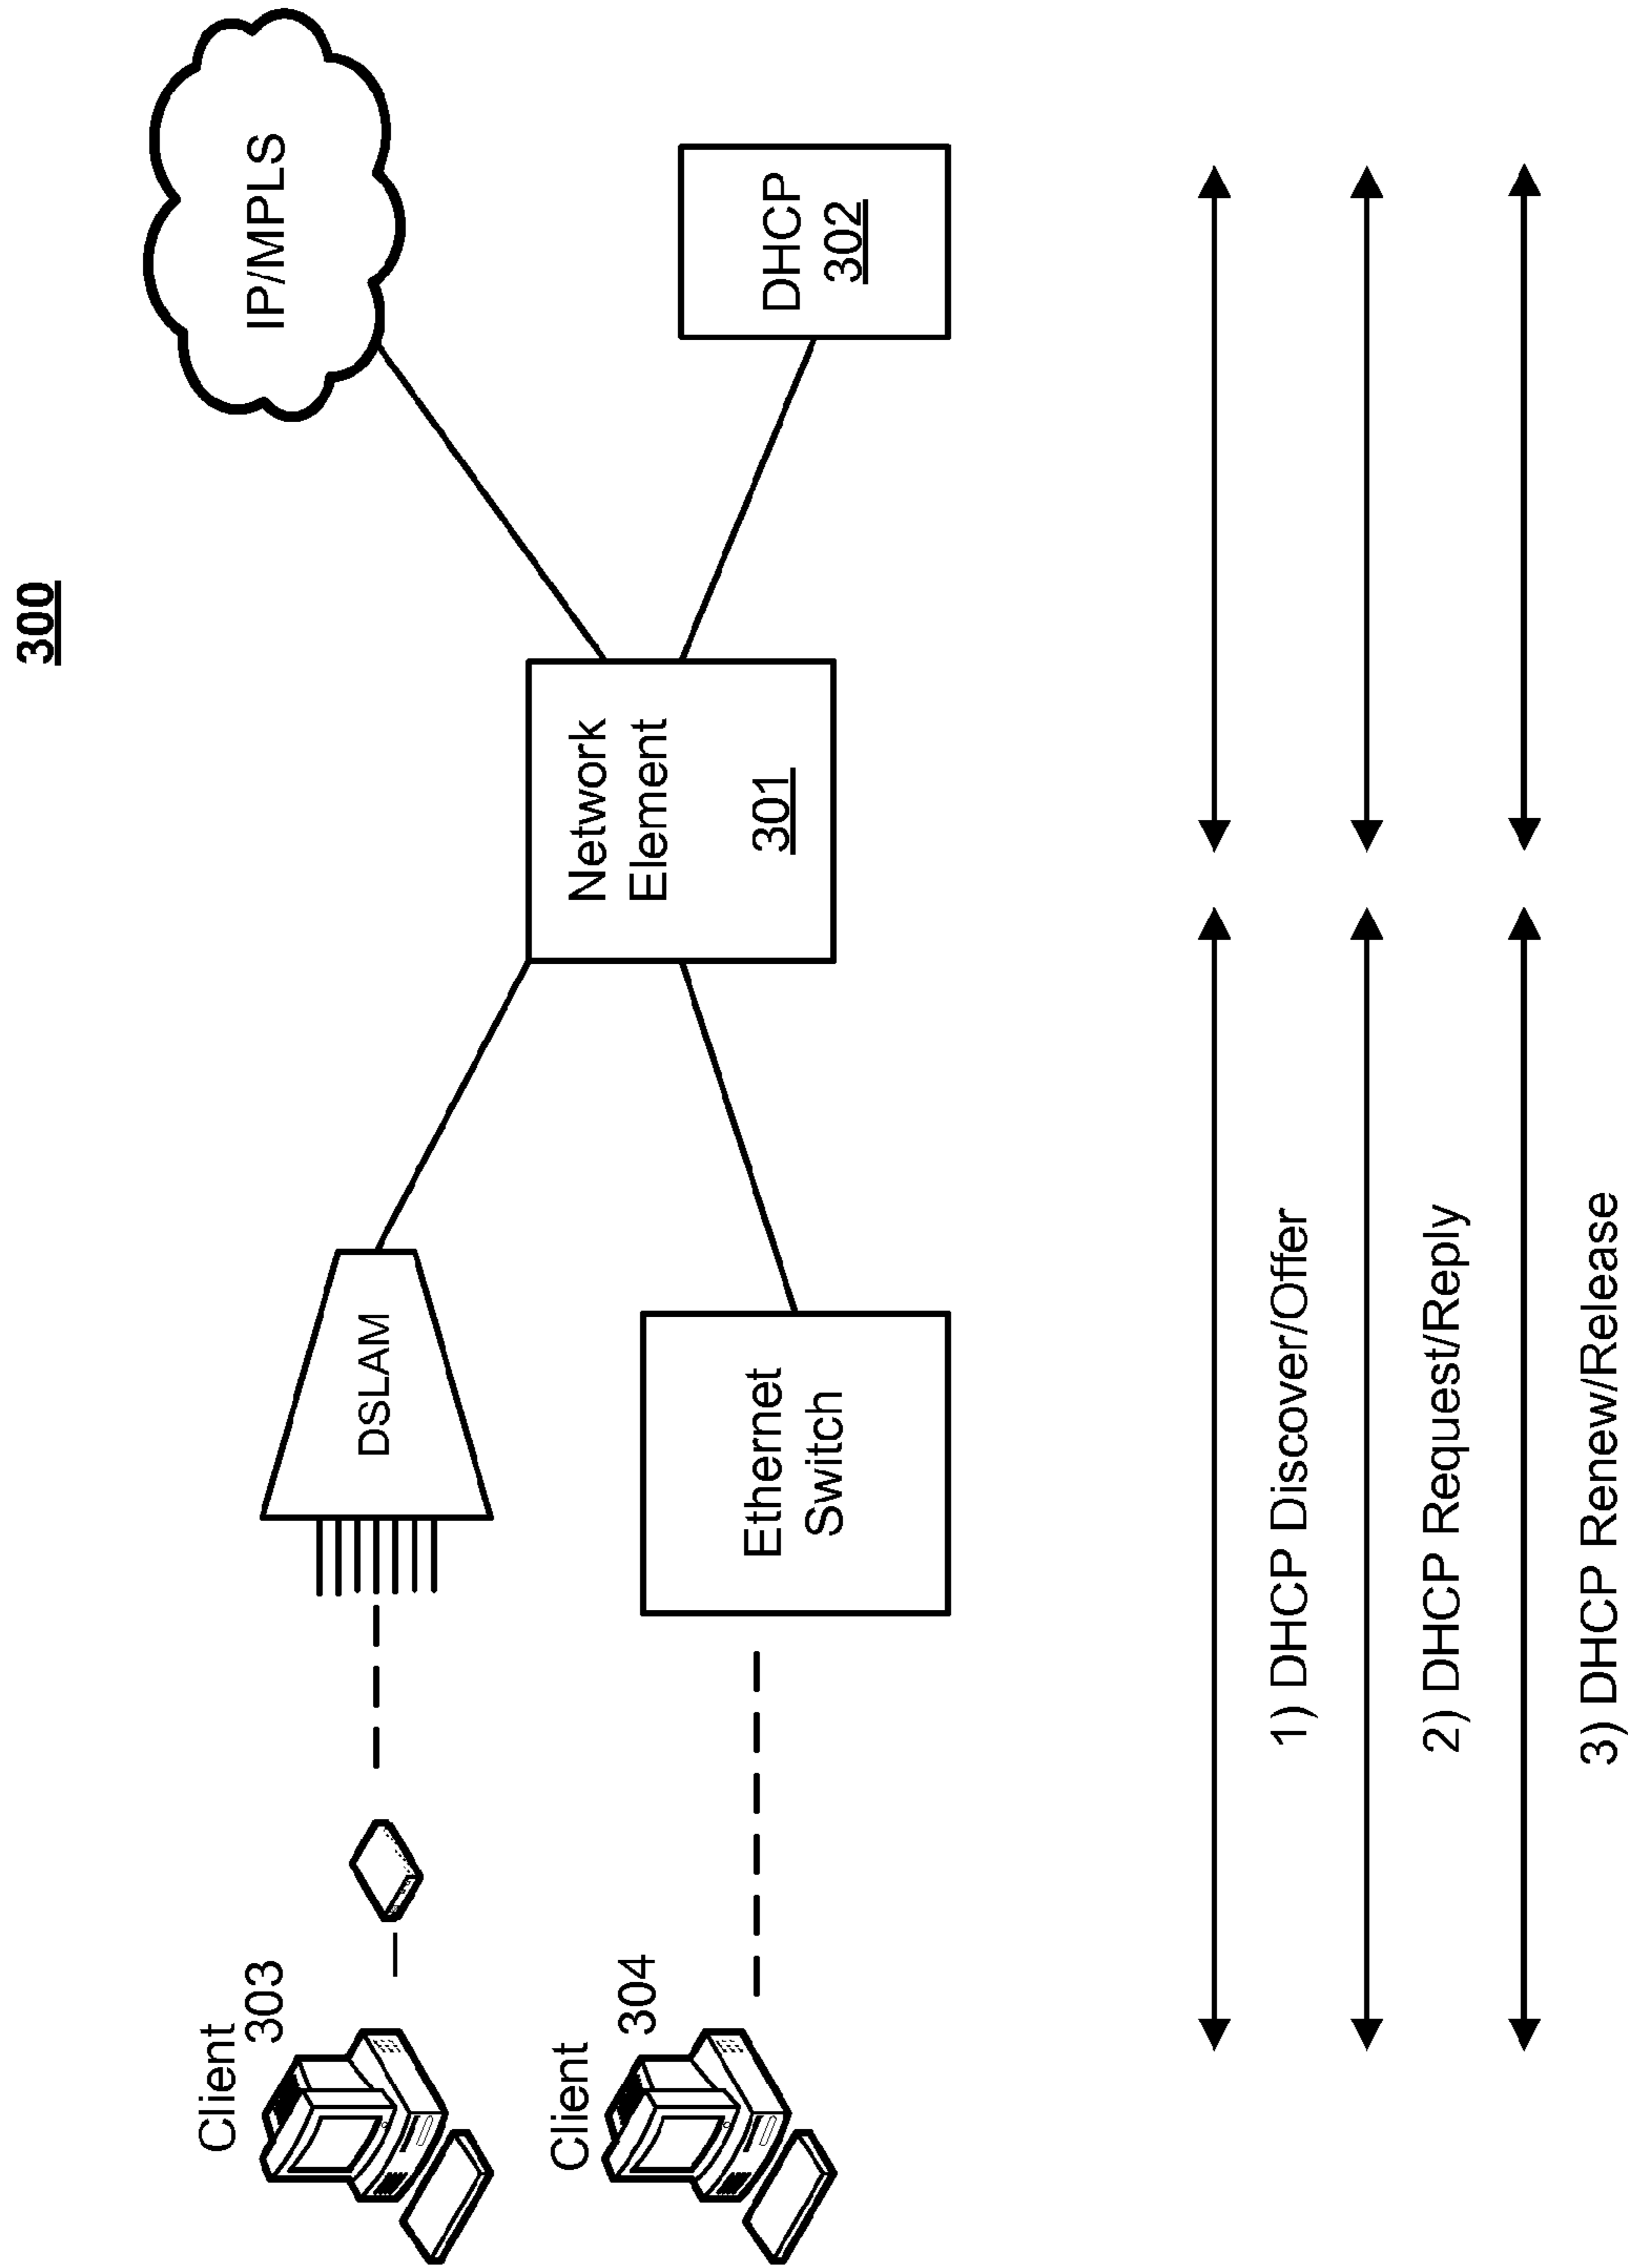 300
Client
303
DSLAM
IP/MPLS
Network
Element
301
Client
304
Ethernet
Switch
DHCP
302
1) DHCP Discover/Offer
2) DHCP Request/Reply
3) DHCP Renew/Release